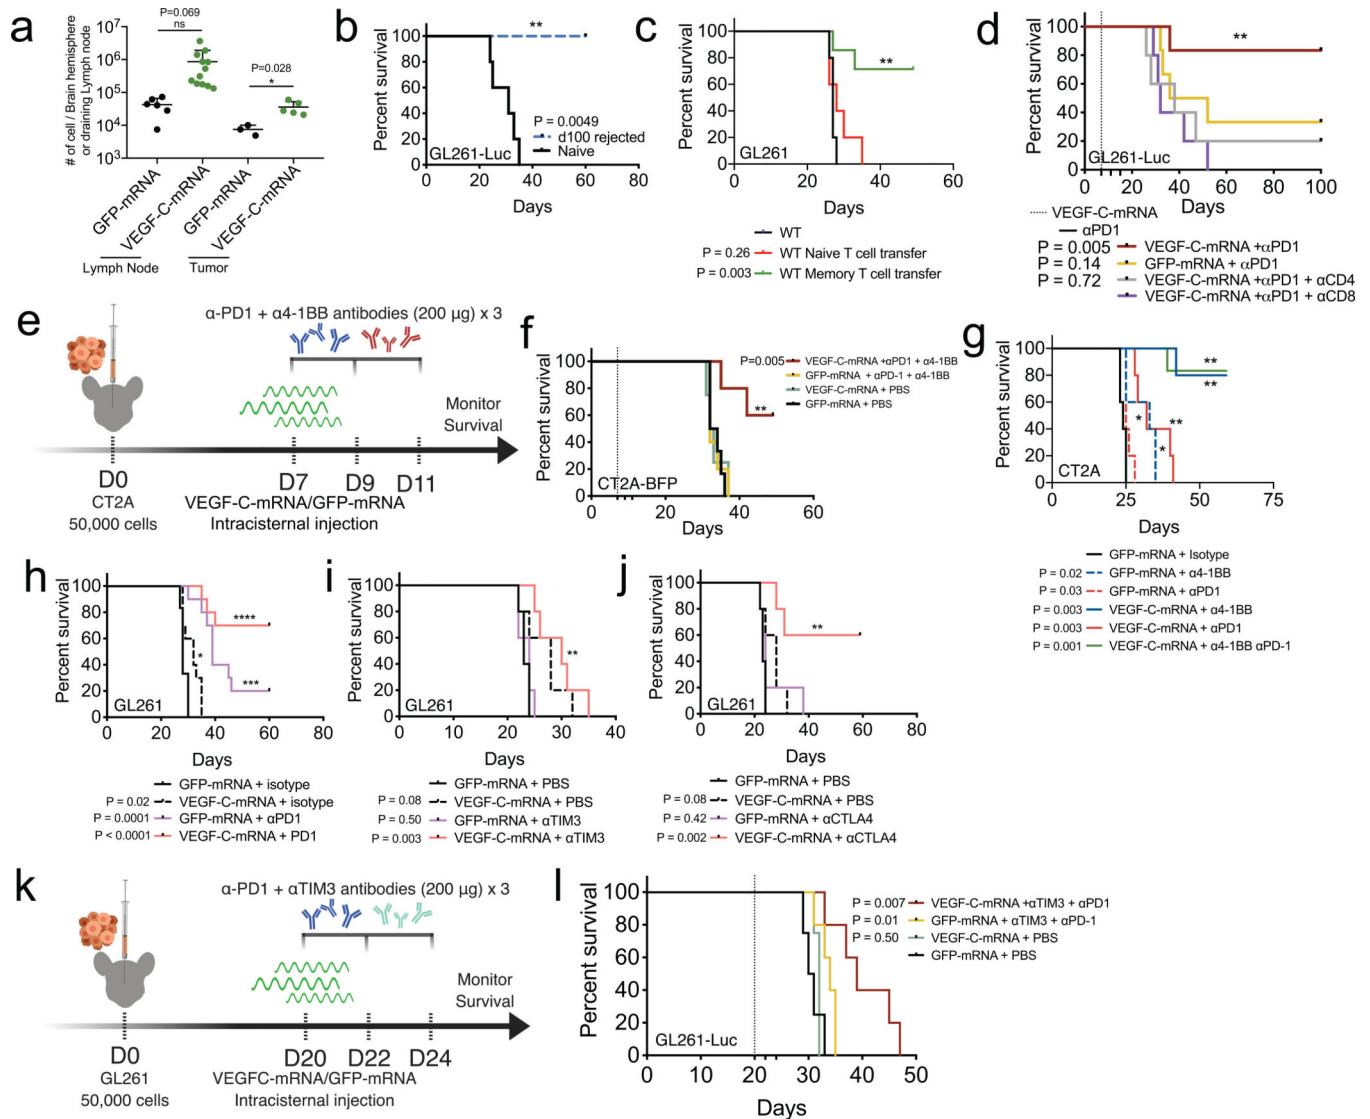 a
P=0.069
ns
P=0.028
*
# of cell / Brain hemisphere
or draining Lymph node
10⁷
10⁶
10⁵
10⁴
10³
GFP-mRNA
VEGF-C-mRNA
GFP-mRNA
VEGF-C-mRNA
Lymph Node
Tumor
b
Percent survival
100
80
60
40
20
0
**
P = 0.0049
d100 rejected
Naive
GL261-Luc
0 20 40 60 80
Days
c
Percent survival
100
80
60
40
20
0
**
GL261
0 20 40 60
Days
WT
P = 0.26 WT Naive T cell transfer
P = 0.003 WT Memory T cell transfer
d
Percent survival
100
80
60
40
20
0
**
GL261-Luc
0 20 40 60 80 100
Days
VEGF-C-mRNA
αPD1
P = 0.005 VEGF-C-mRNA +αPD1
P = 0.14 GFP-mRNA + αPD1
P = 0.72 VEGF-C-mRNA +αPD1 + αCD4
VEGF-C-mRNA +αPD1 + αCD8
e
α-PD1 + α4-1BB antibodies (200 µg) x 3
Monitor
Survival
D0
D7
D9
D11
CT2A
50,000 cells
VEGF-C-mRNA/GFP-mRNA
Intracisternal injection
f
Percent survival
100
80
60
40
20
0
P=0.005 VEGF-C-mRNA +αPD1 + α4-1BB
GFP-mRNA + αPD-1 + α4-1BB
VEGF-C-mRNA + PBS
GFP-mRNA + PBS
**
CT2A-BFP
0 20 40 60
Days
g
Percent survival
100
80
60
40
20
0
**
**
*
**
*
CT2A
0 25 50 75
Days
GFP-mRNA + Isotype
P = 0.02 GFP-mRNA + α4-1BB
P = 0.03 GFP-mRNA + αPD1
P = 0.003 VEGF-C-mRNA + α4-1BB
P = 0.003 VEGF-C-mRNA + αPD1
P = 0.001 VEGF-C-mRNA + α4-1BB αPD-1
h
Percent survival
100
80
60
40
20
0
****
*
***
GL261
0 20 40 60 80
Days
GFP-mRNA + isotype
P = 0.02 VEGF-C-mRNA + isotype
P = 0.0001 GFP-mRNA + αPD1
P < 0.0001 VEGF-C-mRNA + PD1
i
Percent survival
100
80
60
40
20
0
**
GL261
0 10 20 30 40
Days
GFP-mRNA + PBS
P = 0.08 VEGF-C-mRNA + PBS
P = 0.50 GFP-mRNA + αTIM3
P = 0.003 VEGF-C-mRNA + αTIM3
j
Percent survival
100
80
60
40
20
0
**
GL261
0 20 40 60 80
Days
GFP-mRNA + PBS
P = 0.08 VEGF-C-mRNA + PBS
P = 0.42 GFP-mRNA + αCTLA4
P = 0.002 VEGF-C-mRNA + αCTLA4
k
α-PD1 + αTIM3 antibodies (200 µg) x 3
Monitor
Survival
D0
D20
D22
D24
GL261
50,000 cells
VEGFC-mRNA/GFP-mRNA
Intracisternal injection
l
Percent survival
100
80
60
40
20
0
P = 0.007 VEGF-C-mRNA +αTIM3 + αPD1
P = 0.01 GFP-mRNA + αTIM3 + αPD-1
P = 0.50 VEGF-C-mRNA + PBS
GFP-mRNA + PBS
GL261-Luc
0 10 20 30 40 50
Days